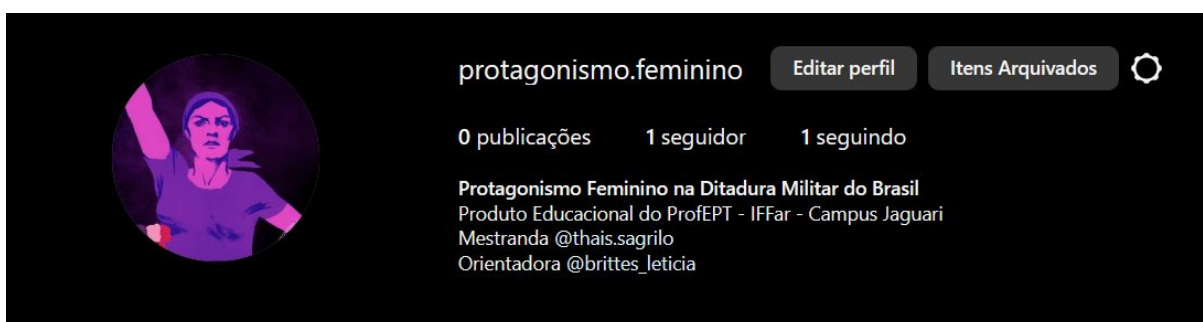 protagonismo.feminino Editar perfil Itens Arquivados
0 publicações 1 seguidor 1 seguindo
Protagonismo Feminino na Ditadura Militar do Brasil
Produto Educacional do ProfEPT - IFFar - Campus Jaguari
Mestranda @thais.sagrilo
Orientadora @brittes_leticia